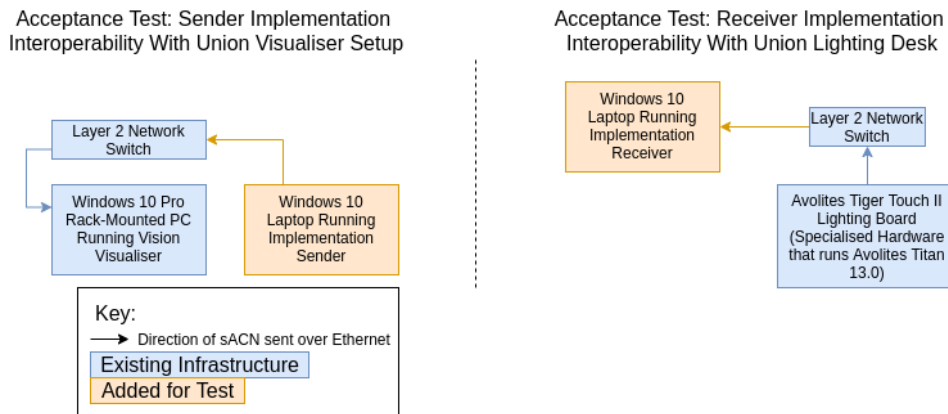 Acceptance Test: Sender Implementation
Interoperability With Union Visualiser Setup
Layer 2 Network
Switch
Windows 10 Pro
Rack-Mounted PC
Running Vision
Visualiser
Windows 10
Laptop Running
Implementation
Sender
Key:
Direction of sACN sent over Ethernet
Existing Infrastructure
Added for Test
Acceptance Test: Receiver Implementation
Interoperability With Union Lighting Desk
Windows 10
Laptop Running
Implementation
Receiver
Layer 2 Network
Switch
Avolites Tiger Touch II
Lighting Board
(Specialised Hardware
that runs Avolites Titan
13.0)